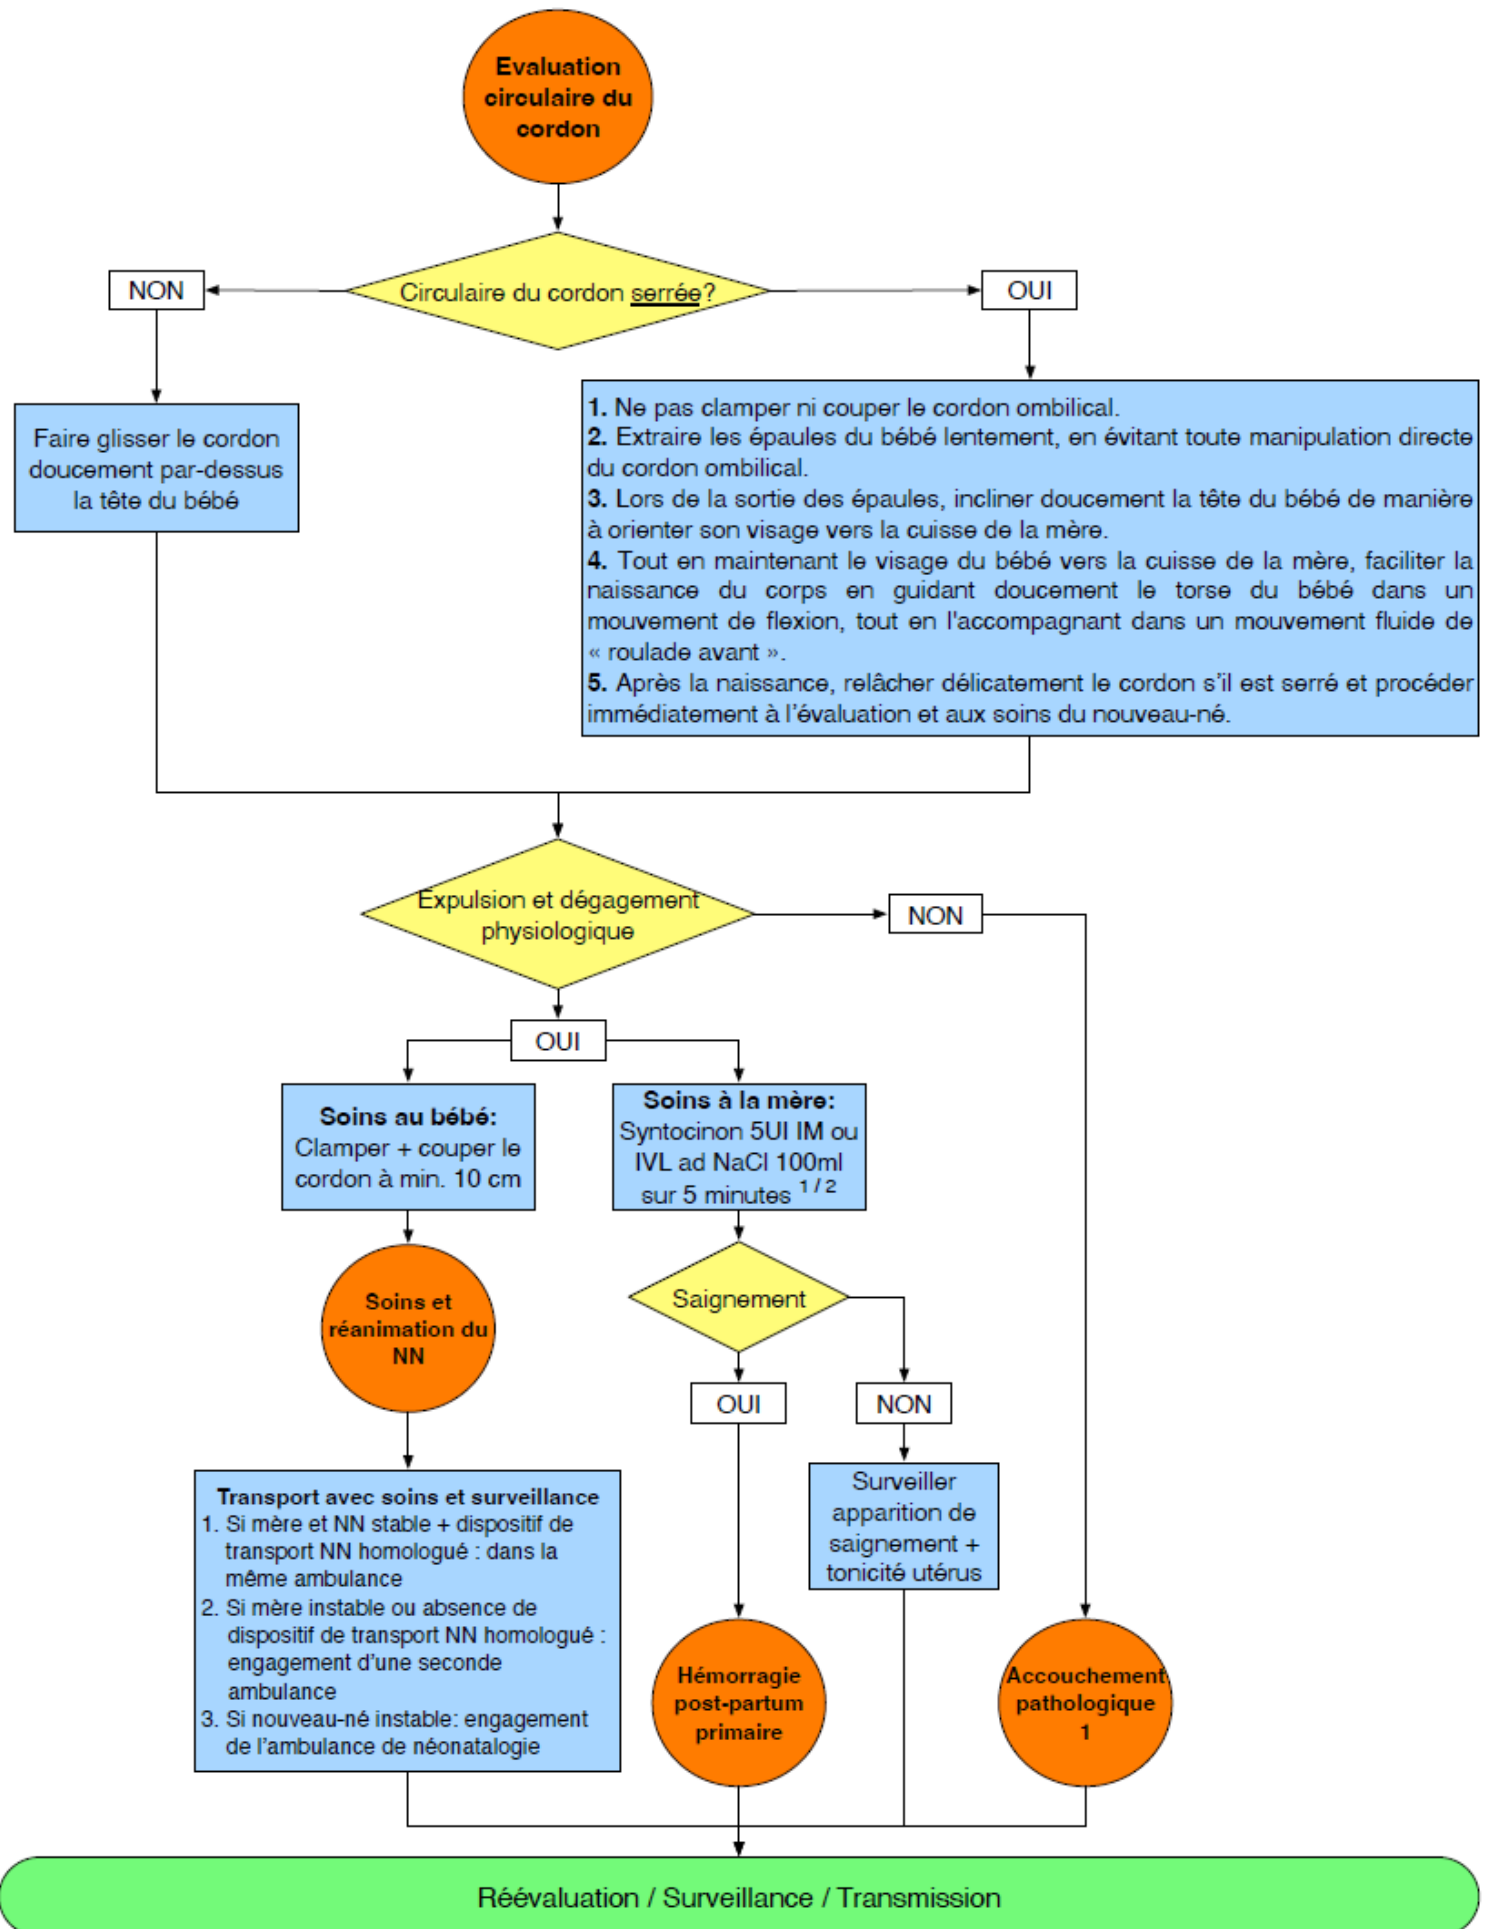 Evaluation
circulaire du
cordon
Circulaire du cordon serrée?
NON
OUI
Faire glisser le cordon
doucement par-dessus
la tête du bébé
1. Ne pas clamper ni couper le cordon ombilical.
2. Extraire les épaules du bébé lentement, en évitant toute manipulation directe
du cordon ombilical.
3. Lors de la sortie des épaules, incliner doucement la tête du bébé de manière
à orienter son visage vers la cuisse de la mère.
4. Tout en maintenant le visage du bébé vers la cuisse de la mère, faciliter la
naissance du corps en guidant doucement le torse du bébé dans un
mouvement de flexion, tout en l'accompagnant dans un mouvement fluide de
« roulade avant ».
5. Après la naissance, relâcher délicatement le cordon s'il est serré et procéder
immédiatement à l'évaluation et aux soins du nouveau-né.
Expulsion et dégagement
physiologique
NON
OUI
Soins au bébé:
Clamper + couper le
cordon à min. 10 cm
Soins à la mère:
Syntocinon 5UI IM ou
IVL ad NaCl 100ml
sur 5 minutes 1 / 2
Soins et
réanimation du
NN
Saignement
OUI
NON
Surveiller
apparition de
saignement +
tonicité utérus
Transport avec soins et surveillance
1. Si mère et NN stable + dispositif de
transport NN homologué : dans la
même ambulance
2. Si mère instable ou absence de
dispositif de transport NN homologué :
engagement d'une seconde
ambulance
3. Si nouveau-né instable: engagement
de l'ambulance de néonatalogie
Hémorragie
post-partum
primaire
Accouchement
pathologique
1
Réévaluation / Surveillance / Transmission